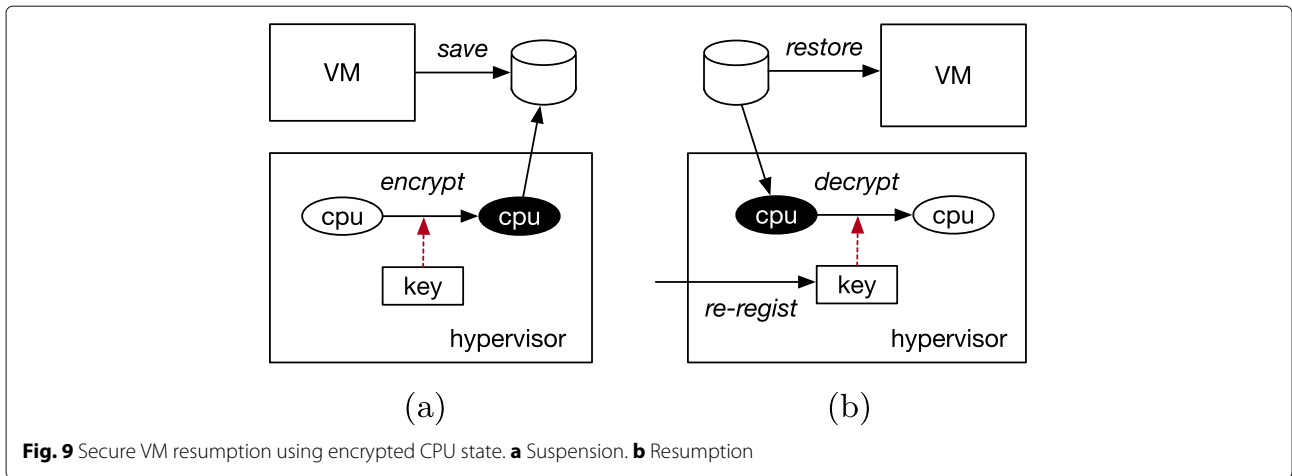 VM
save
encrypt
cpu
cpu
key
hypervisor
(a)
restore
VM
decrypt
cpu
cpu
key
re-regist
hypervisor
(b)
Fig. 9 Secure VM resumption using encrypted CPU state. a Suspension. b Resumption